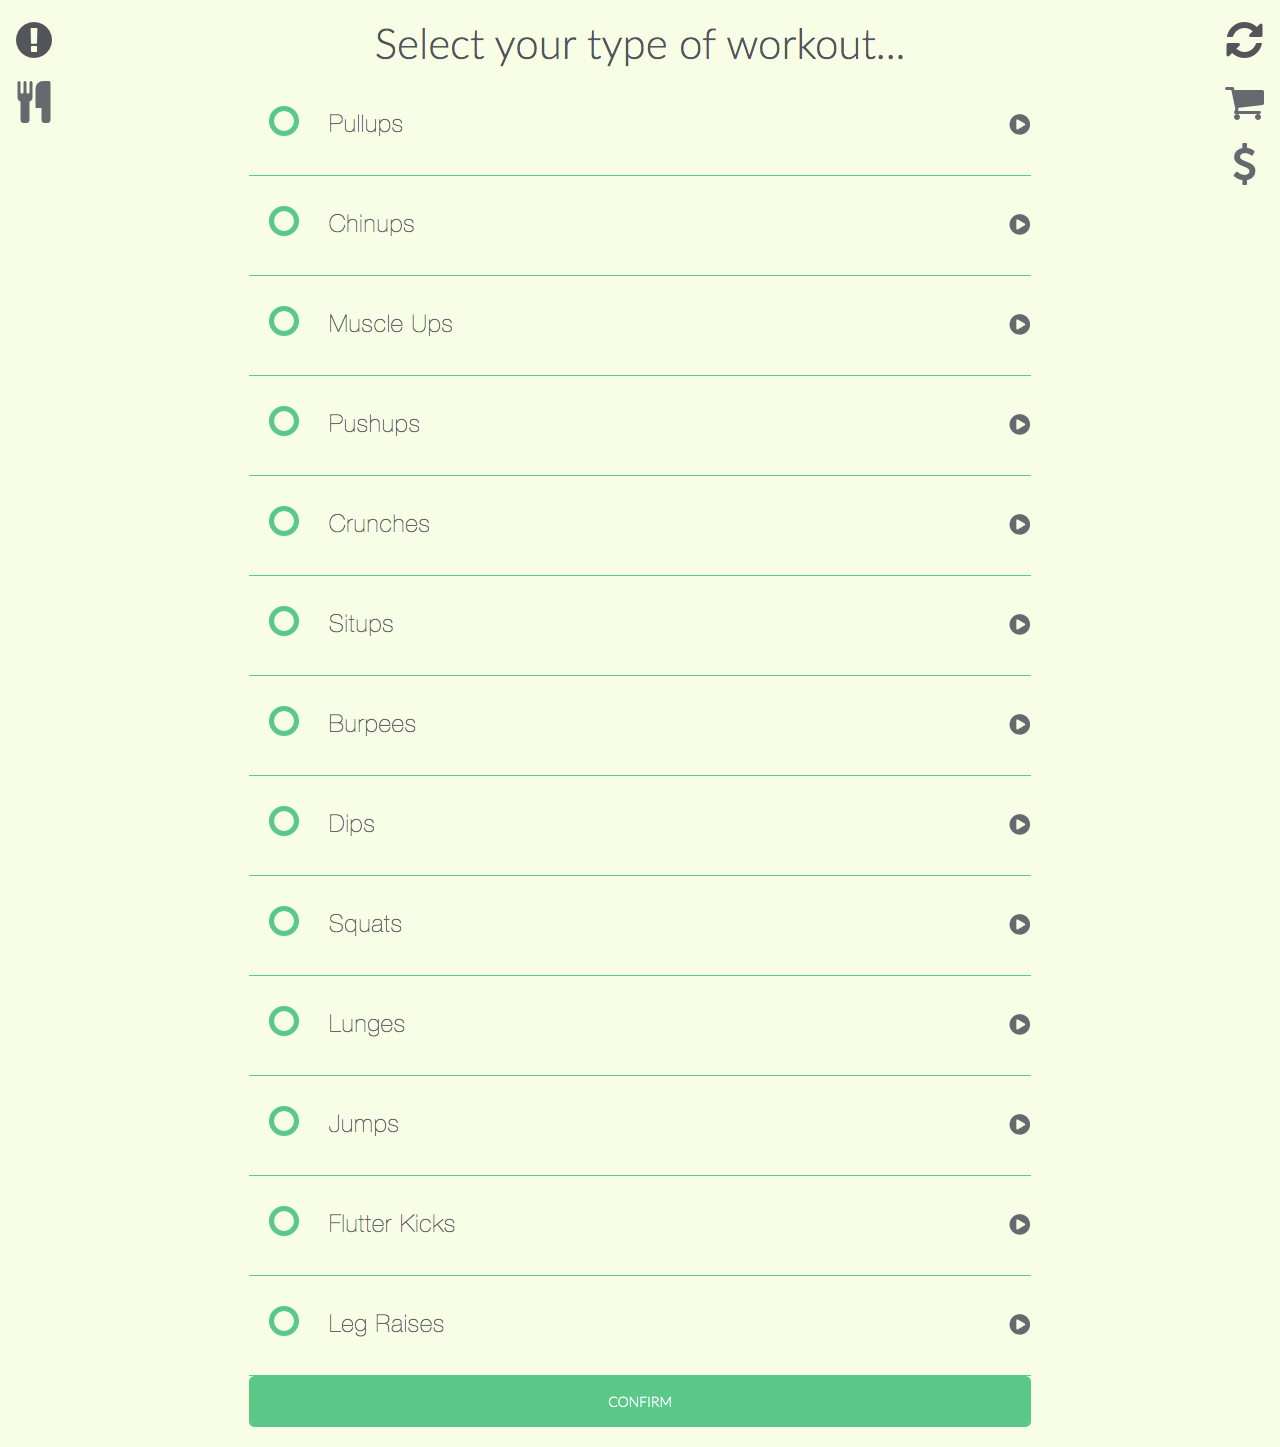 Select your type of workout...
Pullups
Chinups
Muscle Ups
Pushups
Crunches
Situps
Burpees
Dips
Squats
Lunges
Jumps
Flutter Kicks
Leg Raises
CONFIRM